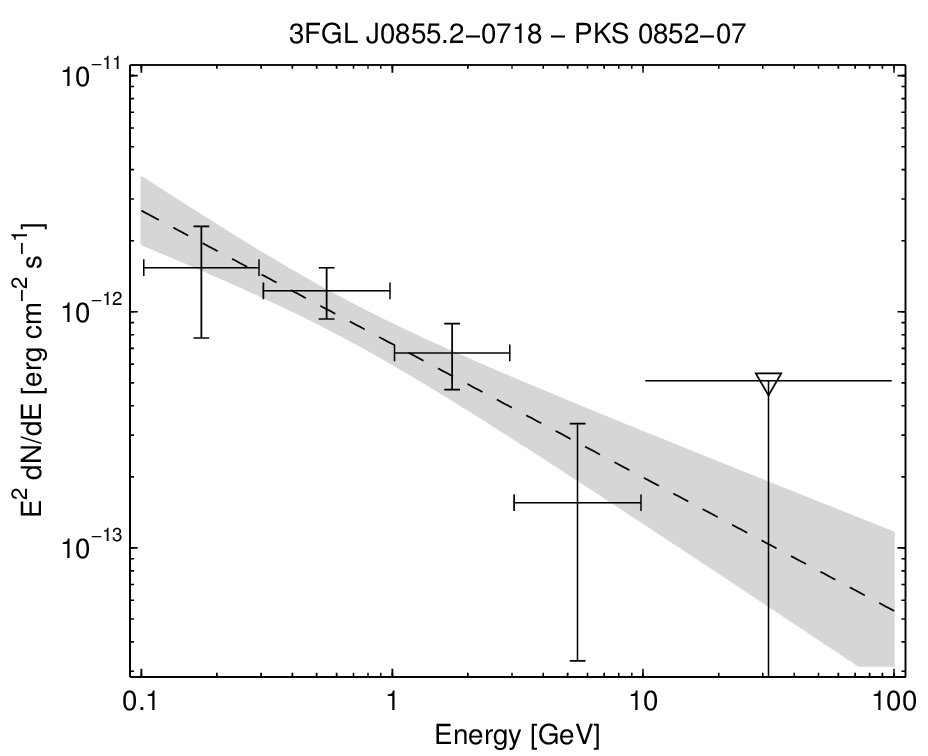 3FGL J0855.2−0718 − PKS 0852−07
10⁻¹¹
10⁻¹²
10⁻¹³
E² dN/dE [erg cm⁻² s⁻¹]
0.1 1 10 100
Energy [GeV]